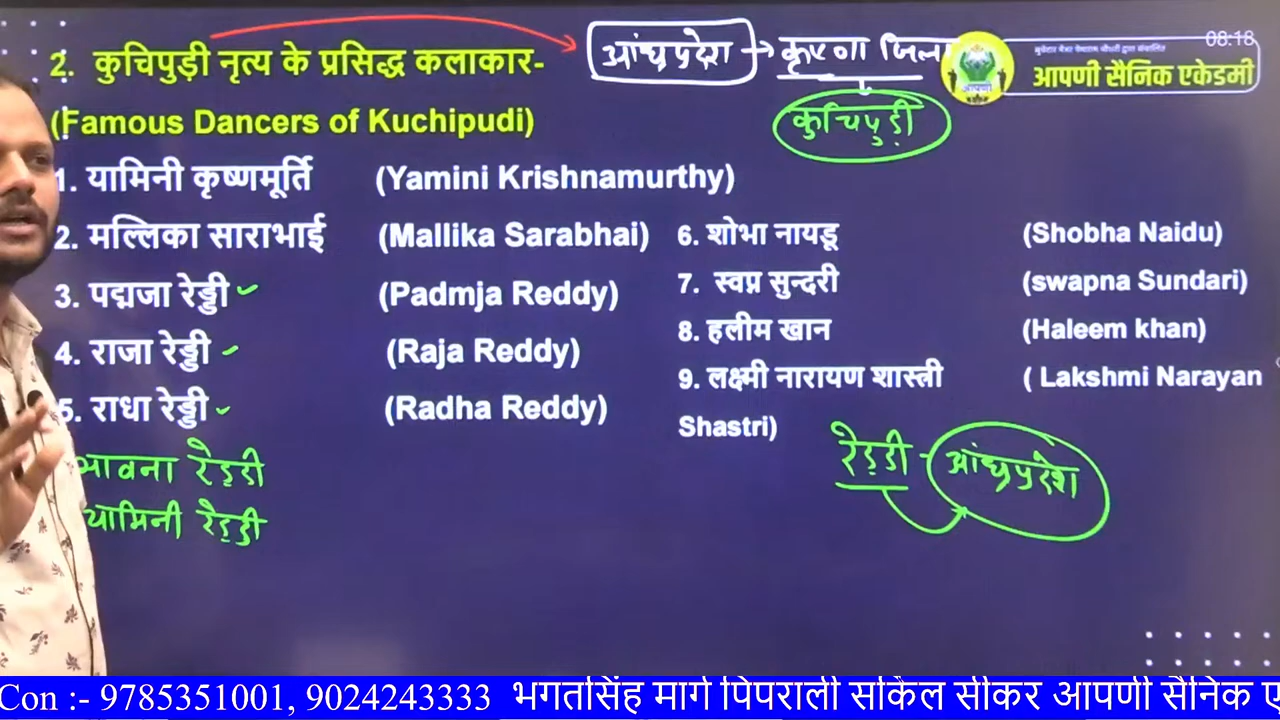 2. कुचिपुड़ी नृत्य के प्रसिद्ध कलाकार-
आंध्रप्रदेश → कृष्णा जिला
08:18
आपणी सैनिक एकेडमी
कुचिपुड़ी
(Famous Dancers of Kuchipudi)
1. यामिनी कृष्णमूर्ति (Yamini Krishnamurthy)
2. मल्लिका साराभाई (Mallika Sarabhai)
3. पद्मजा रेड्डी (Padmja Reddy)
4. राजा रेड्डी (Raja Reddy)
5. राधा रेड्डी (Radha Reddy)
भावना रेड्डी
यामिनी रेड्डी
6. शोभा नायडू (Shobha Naidu)
7. स्वप्न सुन्दरी (swapna Sundari)
8. हलीम खान (Haleem khan)
9. लक्ष्मी नारायण शास्त्री ( Lakshmi Narayan
Shastri)
रेड्डी - आंध्रप्रदेश
Con :- 9785351001, 9024243333 भगतसिंह मार्ग पिपराली सर्किल सीकर आपणी सैनिक ए